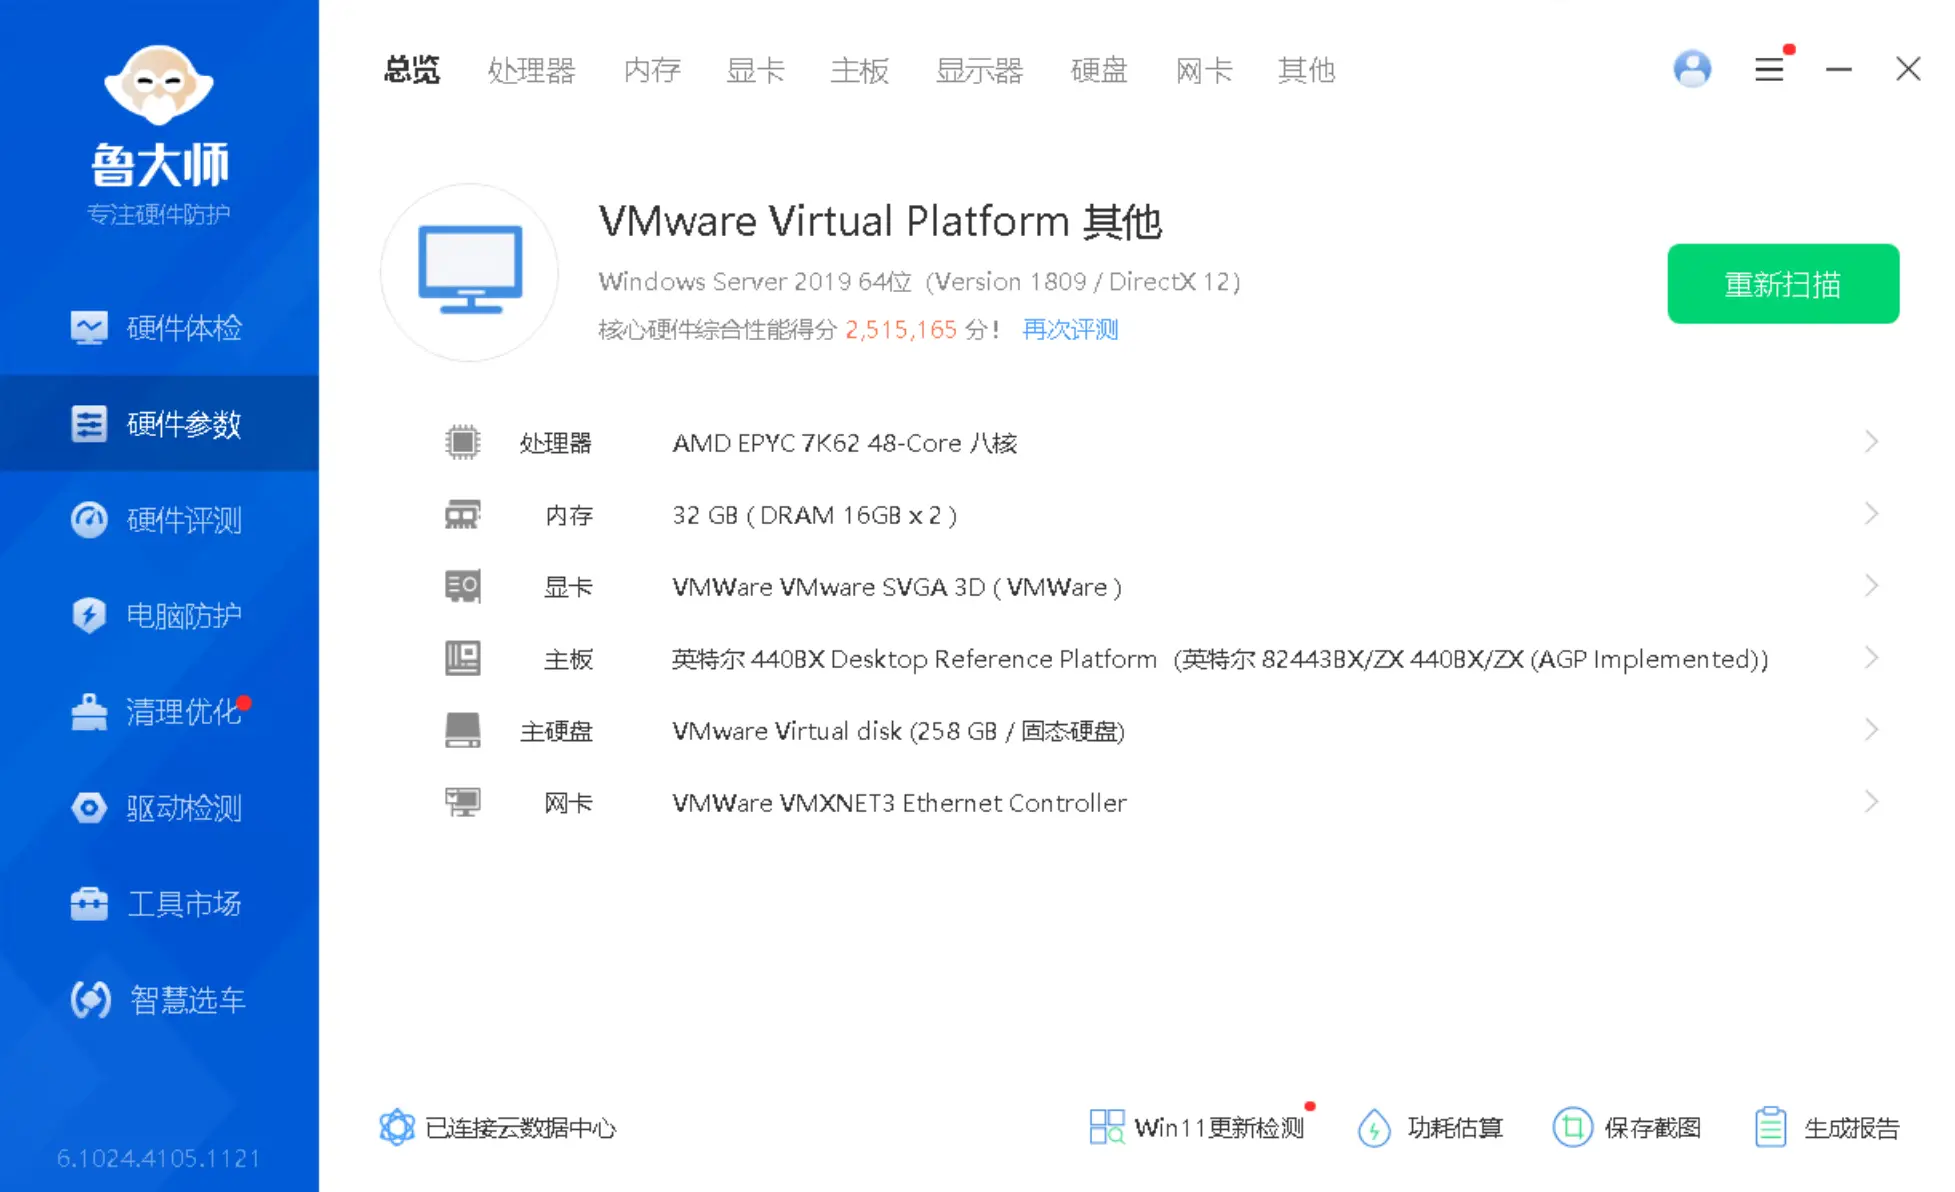 总览 处理器 内存 显卡 主板 显示器 硬盘 网卡 其他
鲁大师
专注硬件防护
硬件体检
硬件参数
硬件评测
电脑防护
清理优化
驱动检测
工具市场
智慧选车
6.1024.4105.1121
VMware Virtual Platform 其他
Windows Server 2019 64位 (Version 1809 / DirectX 12)
核心硬件综合性能得分 2,515,165 分! 再次评测
重新扫描
处理器 AMD EPYC 7K62 48-Core 八核
内存 32 GB ( DRAM 16GB x 2 )
显卡 VMWare VMware SVGA 3D ( VMWare )
主板 英特尔 440BX Desktop Reference Platform (英特尔 82443BX/ZX 440BX/ZX (AGP Implemented))
主硬盘 VMware Virtual disk (258 GB / 固态硬盘)
网卡 VMWare VMXNET3 Ethernet Controller
已连接云数据中心 Win11更新检测 功耗估算 保存截图 生成报告